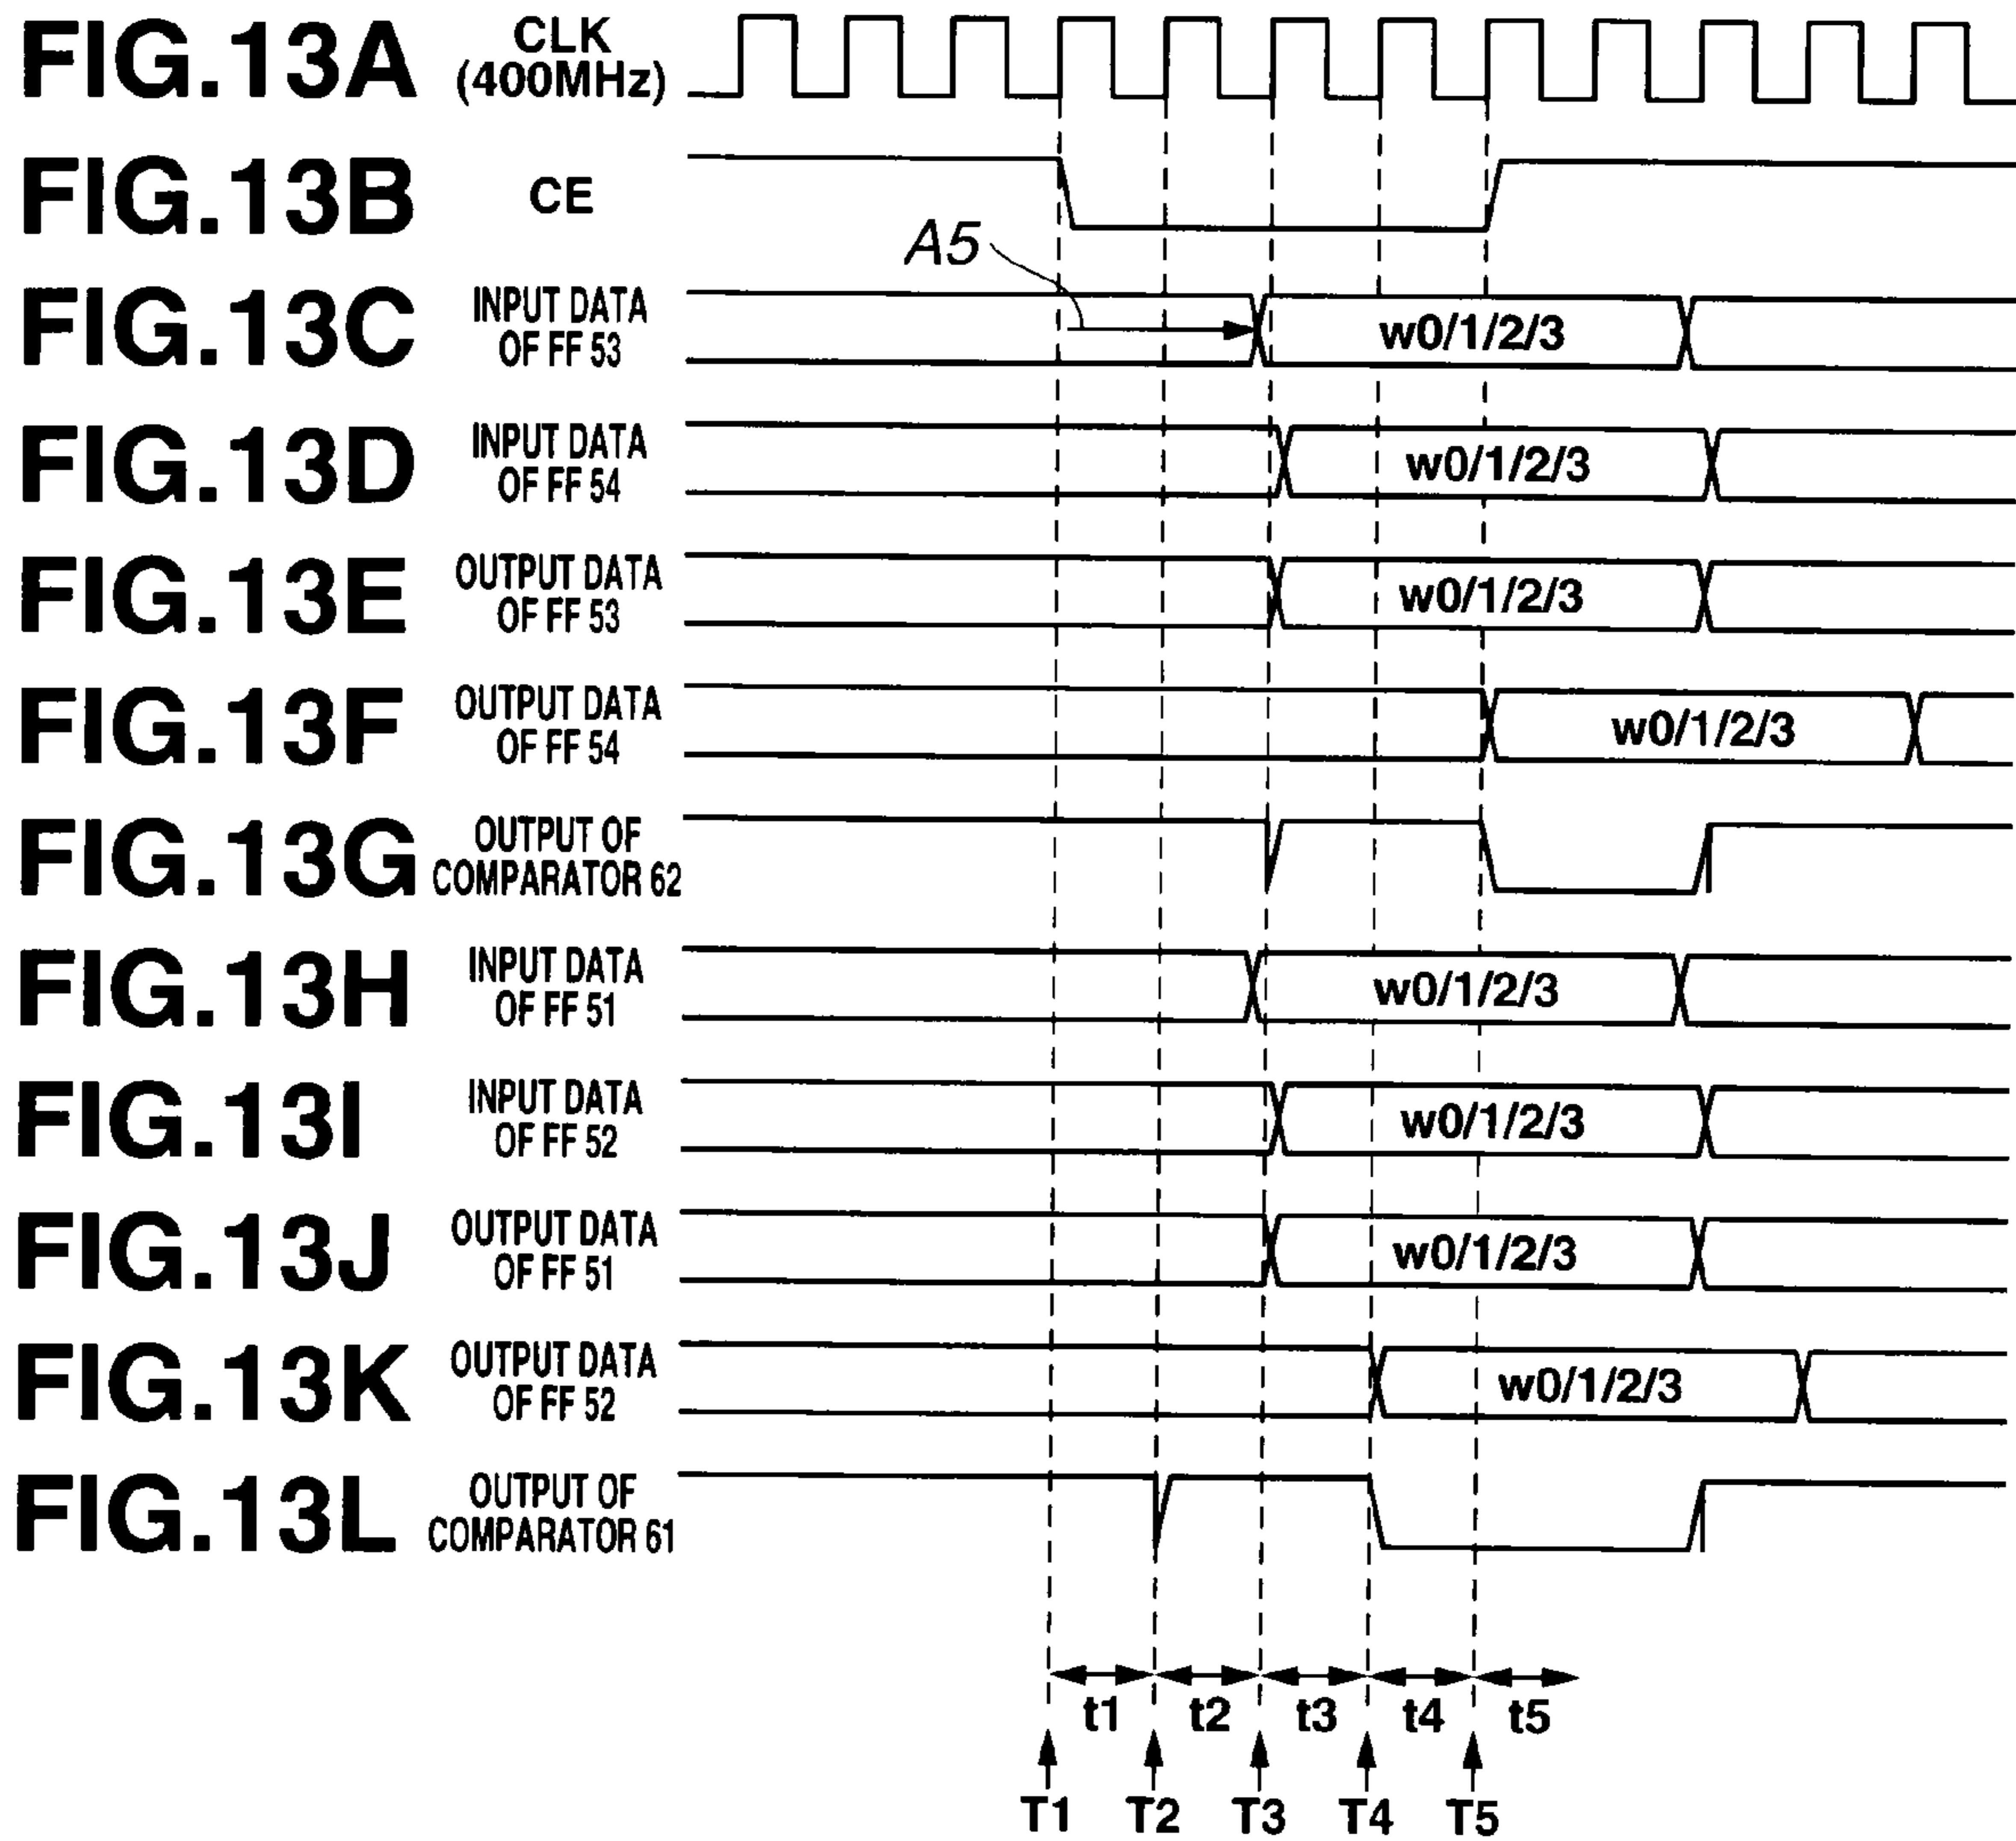 FIG.13A
CLK
(400MHz)
FIG.13B
CE
A5
FIG.13C
INPUT DATA
OF FF 53
w0/1/2/3
FIG.13D
INPUT DATA
OF FF 54
w0/1/2/3
FIG.13E
OUTPUT DATA
OF FF 53
w0/1/2/3
FIG.13F
OUTPUT DATA
OF FF 54
w0/1/2/3
FIG.13G
OUTPUT OF
COMPARATOR 62
FIG.13H
INPUT DATA
OF FF 51
w0/1/2/3
FIG.13I
INPUT DATA
OF FF 52
w0/1/2/3
FIG.13J
OUTPUT DATA
OF FF 51
w0/1/2/3
FIG.13K
OUTPUT DATA
OF FF 52
w0/1/2/3
FIG.13L
OUTPUT OF
COMPARATOR 61
t1 t2 t3 t4 t5
T1 T2 T3 T4 T5